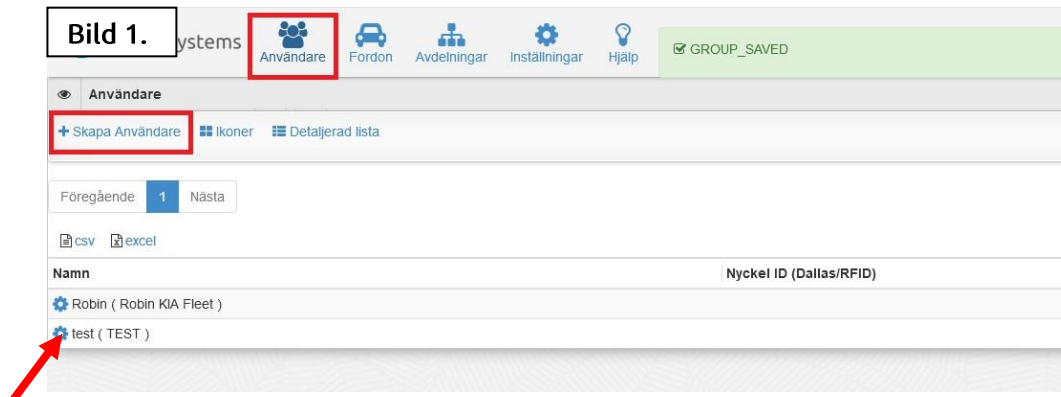 Bild 1.
ystems
Användare Fordon Avdelningar Inställningar Hjälp
GROUP_SAVED
Användare
+ Skapa Användare Ikoner Detaljerad lista
Föregående 1 Nästa
csv excel
Namn Nyckel ID (Dallas/RFID)
Robin ( Robin KIA Fleet )
test ( TEST )